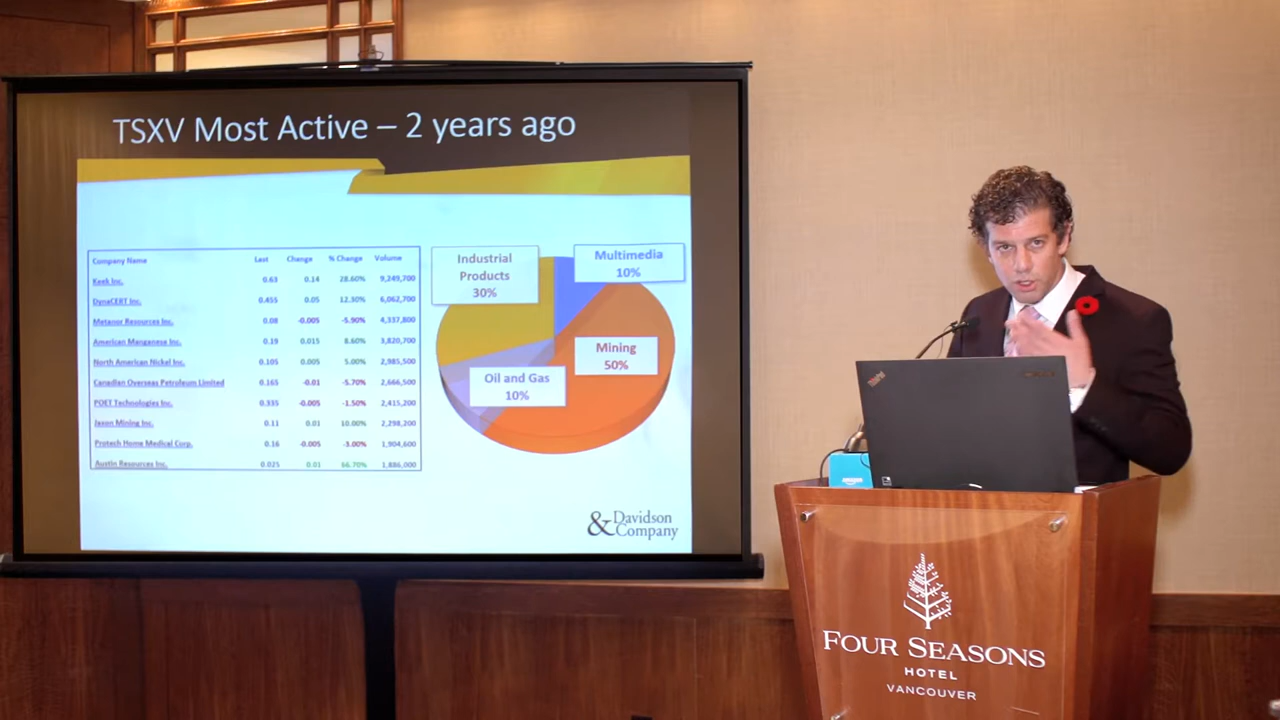 TSXV Most Active – 2 years ago
Company Name Last Change % Change Volume
Keek Inc. 0.63 0.14 28.60% 9,249,700
DynaCERT Inc. 0.455 0.05 12.30% 6,062,700
Metanor Resources Inc. 0.08 -0.005 -5.90% 4,337,800
American Manganese Inc. 0.19 0.015 8.60% 3,820,700
North American Nickel Inc. 0.105 0.005 5.00% 2,985,500
Canadian Overseas Petroleum Limited 0.165 -0.01 -5.70% 2,666,500
POET Technologies Inc. 0.335 -0.005 -1.50% 2,415,200
Jaxon Mining Inc. 0.11 0.01 10.00% 2,298,200
Protech Home Medical Corp. 0.16 -0.005 -3.00% 1,904,600
Austin Resources Inc. 0.025 0.01 66.70% 1,886,000
Industrial
Products
30%
Multimedia
10%
Mining
50%
Oil and Gas
10%
& Davidson
Company
ThinkPad
FOUR SEASONS
HOTEL
VANCOUVER